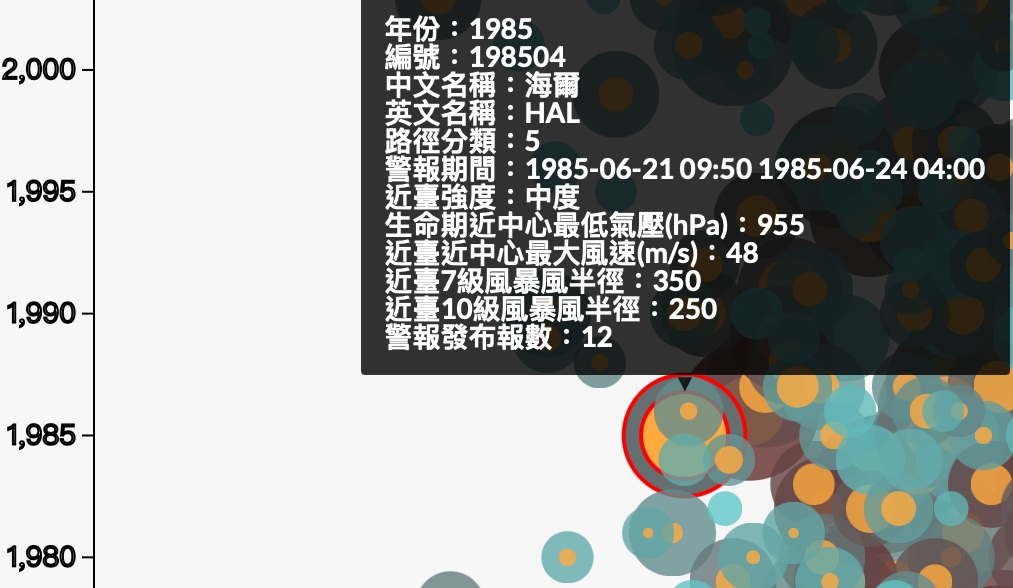 年份：1985
編號：198504
中文名稱：海爾
英文名稱：HAL
路徑分類：5
警報期間：1985-06-21 09:50 1985-06-24 04:00
近臺強度：中度
生命期近中心最低氣壓(hPa)：955
近臺近中心最大風速(m/s)：48
近臺7級風暴風半徑：350
近臺10級風暴風半徑：250
警報發布報數：12
2,000
1,995
1,990
1,985
1,980